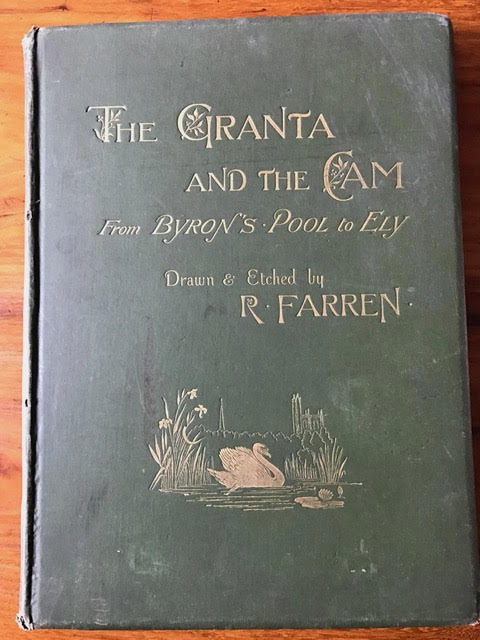 THE GRANTA
AND THE CAM
From BYRON'S · POOL to ELY
Drawn & Etched by
R · FARREN ·